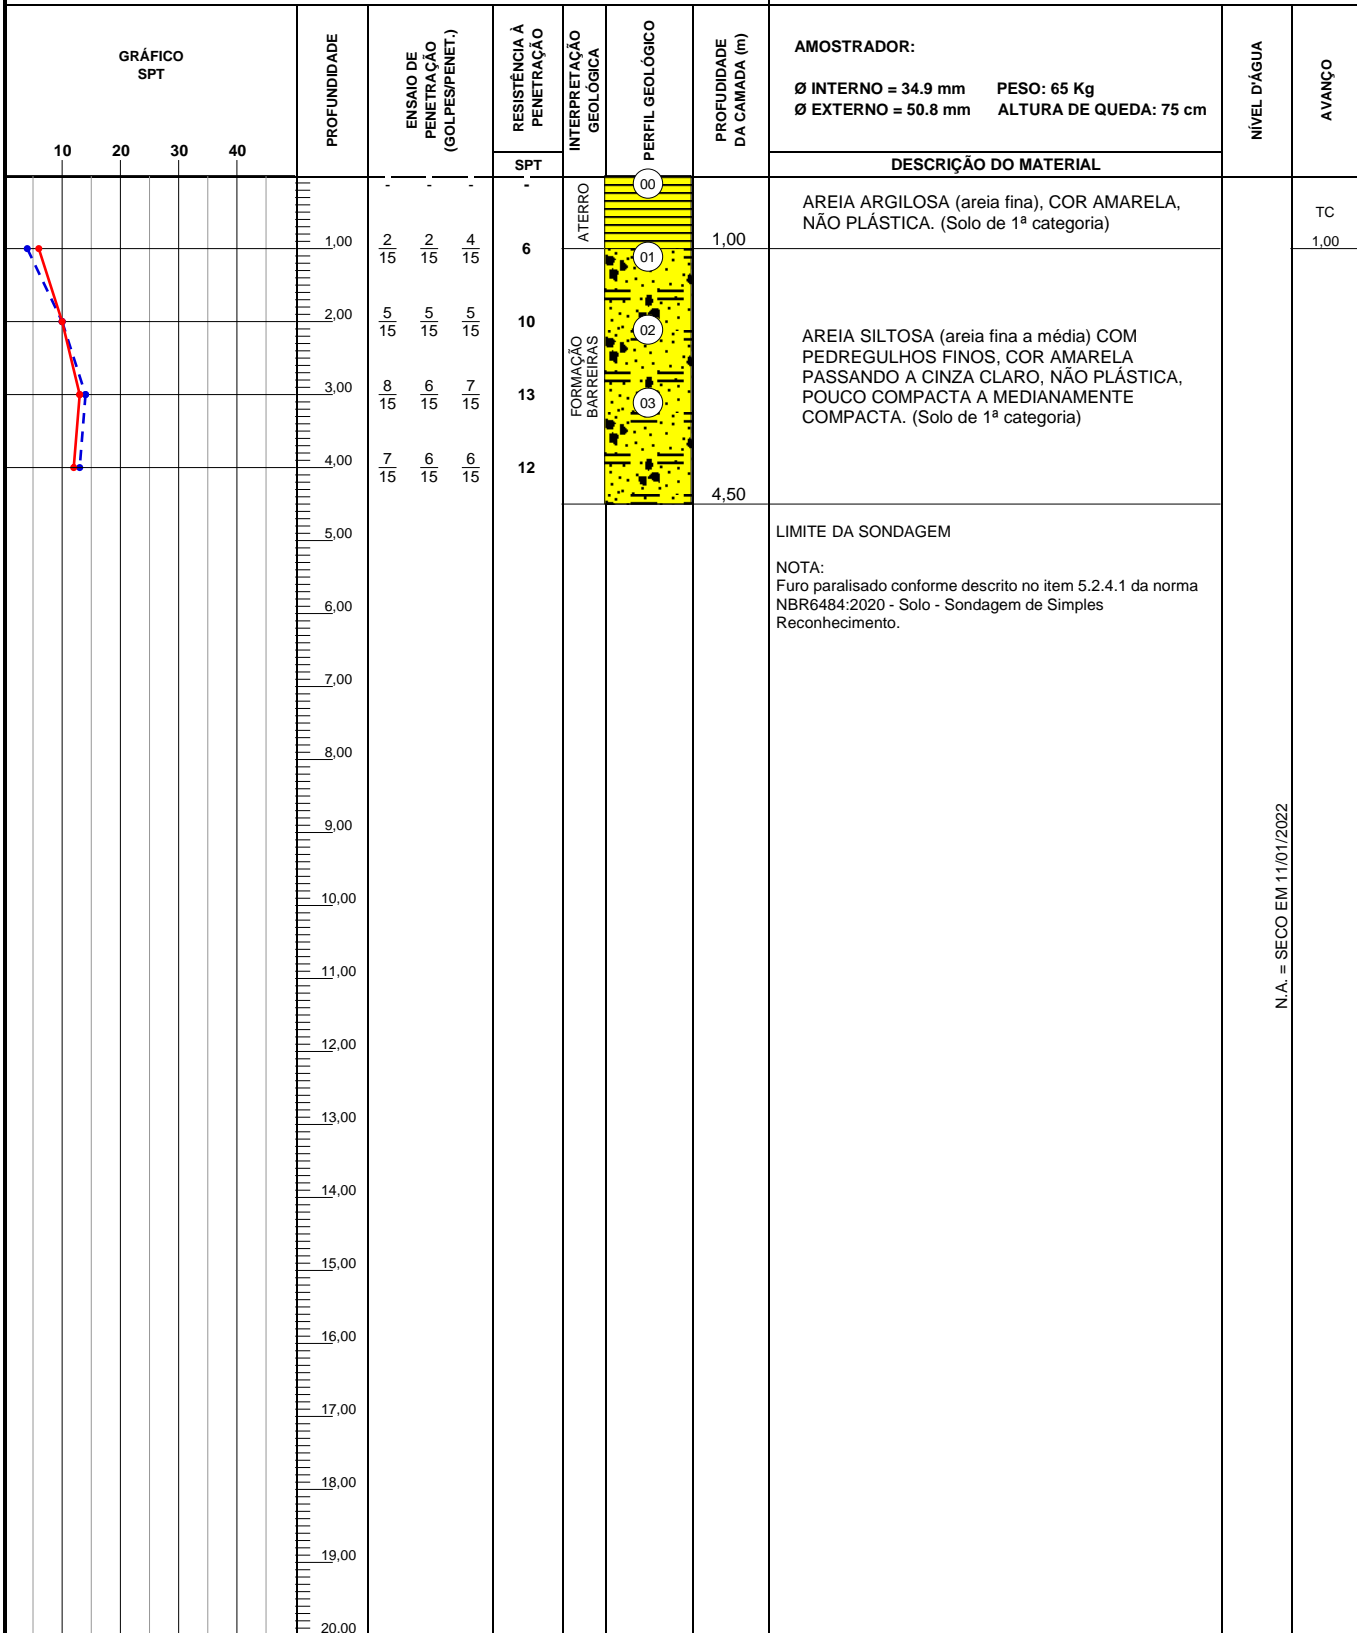 GRÁFICO
SPT
10 20 30 40
PROFUNDIDADE
ENSAIO DE
PENETRAÇÃO
(GOLPES/PENET.)
RESISTÊNCIA À
PENETRAÇÃO
SPT
INTERPRETAÇÃO
GEOLÓGICA
PERFIL GEOLÓGICO
PROFUDIDADE
DA CAMADA (m)
AMOSTRADOR:
Ø INTERNO = 34.9 mm PESO: 65 Kg
Ø EXTERNO = 50.8 mm ALTURA DE QUEDA: 75 cm
DESCRIÇÃO DO MATERIAL
NÍVEL D'ÁGUA
AVANÇO
- - - -
00
ATERRO
AREIA ARGILOSA (areia fina), COR AMARELA,
NÃO PLÁSTICA. (Solo de 1ª categoria)
TC
1,00
1,00
2/15 2/15 4/15
6
1,00
01
2,00
5/15 5/15 5/15
10
02
FORMAÇÃO
BARREIRAS
AREIA SILTOSA (areia fina a média) COM
PEDREGULHOS FINOS, COR AMARELA
PASSANDO A CINZA CLARO, NÃO PLÁSTICA,
POUCO COMPACTA A MEDIANAMENTE
COMPACTA. (Solo de 1ª categoria)
3,00
8/15 6/15 7/15
13
03
4,00
7/15 6/15 6/15
12
4,50
LIMITE DA SONDAGEM
NOTA:
Furo paralisado conforme descrito no item 5.2.4.1 da norma
NBR6484:2020 - Solo - Sondagem de Simples
Reconhecimento.
5,00
6,00
7,00
8,00
9,00
10,00
11,00
12,00
13,00
14,00
15,00
16,00
17,00
18,00
19,00
20,00
N.A. = SECO EM 11/01/2022